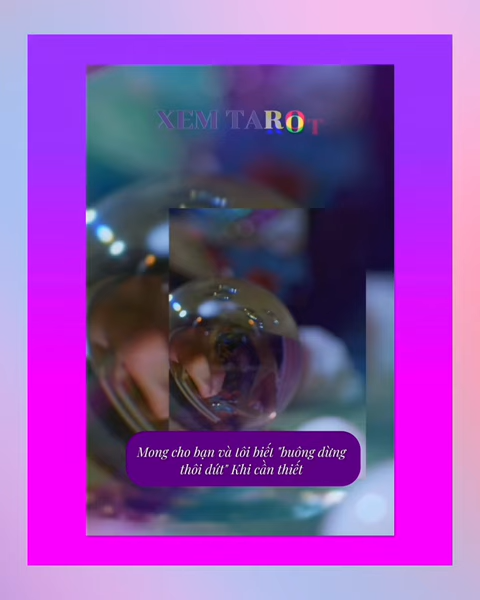 XEM TAROT
Mong cho bạn và tôi biết "buông dừng
thôi dứt" Khi cần thiết